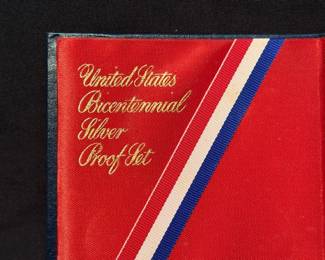 United States
Bicentennial
Silver
Proof Set